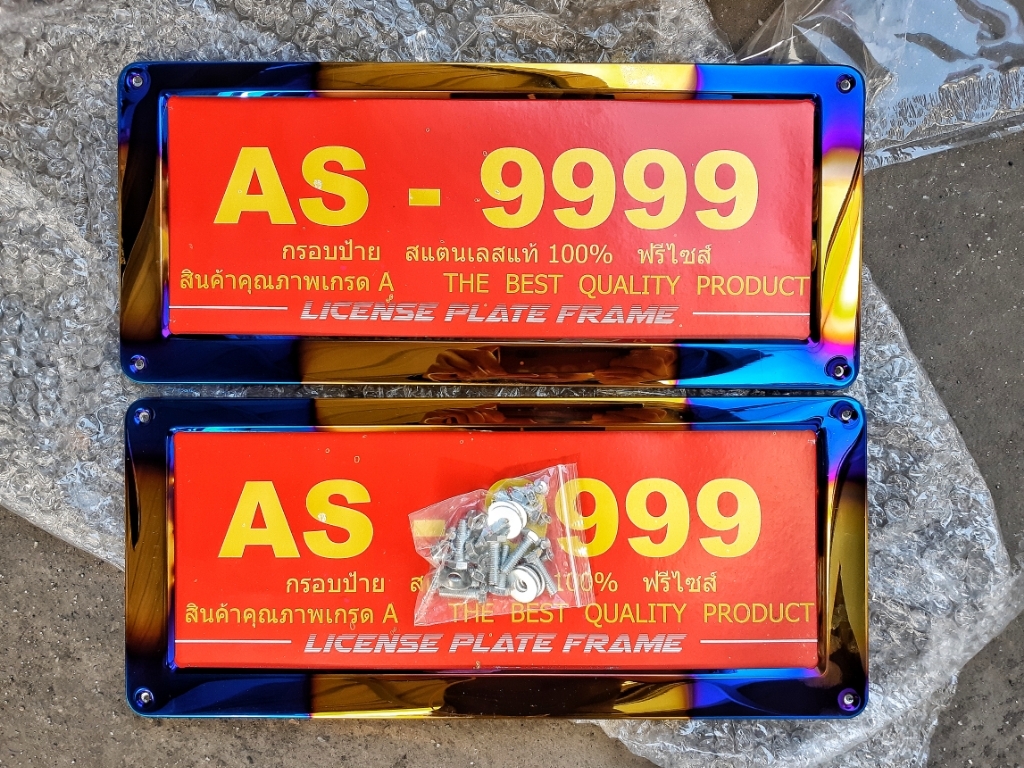 AS - 9999
กรอบป้าย สแตนเลสแท้ 100% ฟรีไซส์
สินค้าคุณภาพเกรด A THE BEST QUALITY PRODUCT
LICENSE PLATE FRAME
AS - 999
กรอบป้าย 100% ฟรีไซส์
สินค้าคุณภาพเกรด A THE BEST QUALITY PRODUCT
LICENSE PLATE FRAME